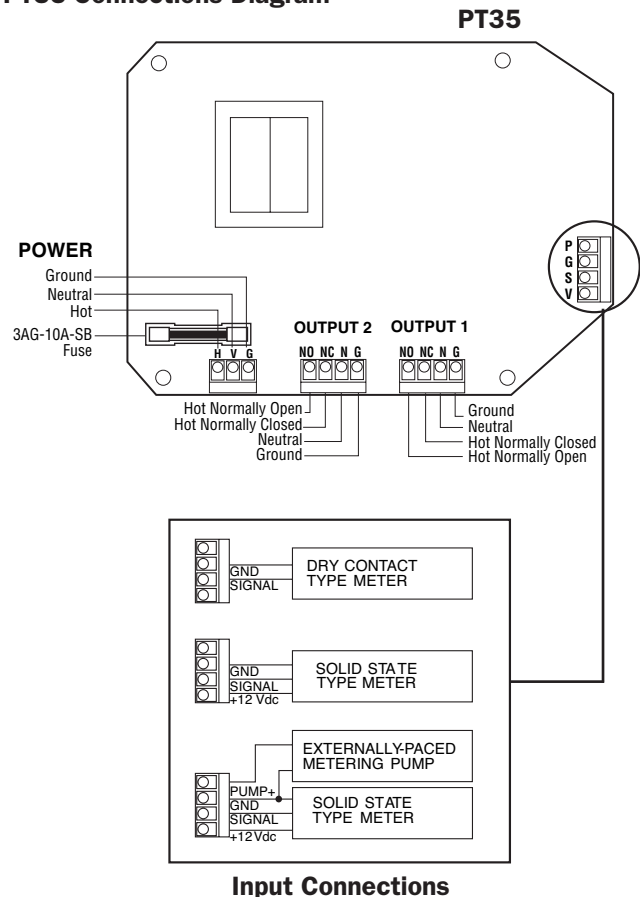 PT35
P
G
S
V
POWER
Ground
Neutral
Hot
3AG-10A-SB
Fuse
H V G
OUTPUT 2
NO NC N G
OUTPUT 1
NO NC N G
Hot Normally Open
Hot Normally Closed
Neutral
Ground
Ground
Neutral
Hot Normally Closed
Hot Normally Open
GND
SIGNAL
DRY CONTACT
TYPE METER
GND
SIGNAL
+12 Vdc
SOLID STATE
TYPE METER
EXTERNALLY-PACED
METERING PUMP
PUMP+
GND
SIGNAL
+12Vdc
SOLID STATE
TYPE METER
Input Connections